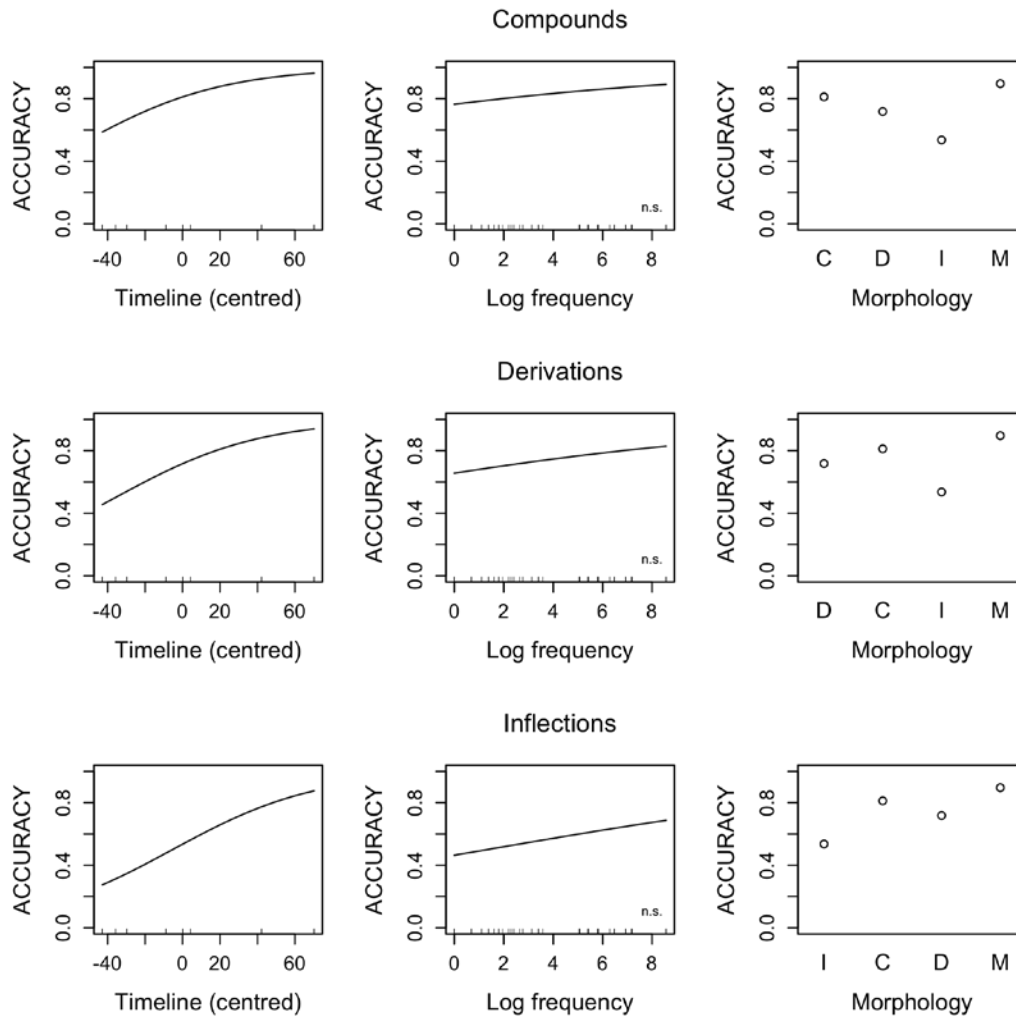 Compounds
ACCURACY
0.0 0.4 0.8
-40 0 20 60
Timeline (centred)
ACCURACY
0.0 0.4 0.8
n.s.
0 2 4 6 8
Log frequency
ACCURACY
0.0 0.4 0.8
C D I M
Morphology
Derivations
ACCURACY
0.0 0.4 0.8
-40 0 20 60
Timeline (centred)
ACCURACY
0.0 0.4 0.8
n.s.
0 2 4 6 8
Log frequency
ACCURACY
0.0 0.4 0.8
D C I M
Morphology
Inflections
ACCURACY
0.0 0.4 0.8
-40 0 20 60
Timeline (centred)
ACCURACY
0.0 0.4 0.8
n.s.
0 2 4 6 8
Log frequency
ACCURACY
0.0 0.4 0.8
I C D M
Morphology